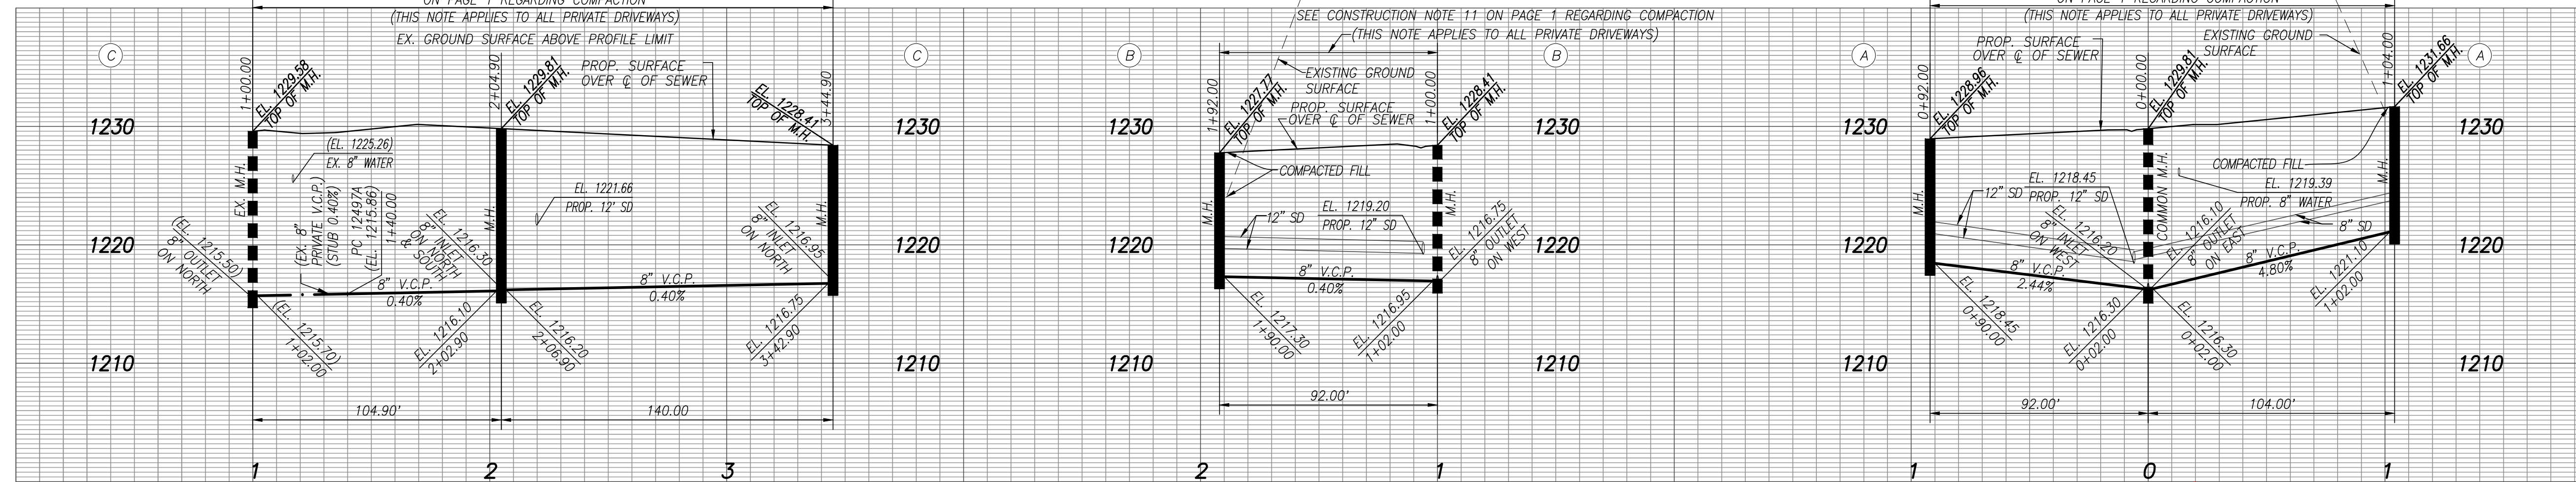 (THIS NOTE APPLIES TO ALL PRIVATE DRIVEWAYS)
EX. GROUND SURFACE ABOVE PROFILE LIMIT
C
C
1+00.00
EL. 1229.58
TOP OF M.H.
2+04.90
EL. 1229.81
TOP OF M.H.
PROP. SURFACE
OVER ℄ OF SEWER
EL. 1228.41
TOP OF M.H.
3+44.90
1230
1230
(EL. 1225.26)
EX. 8" WATER
EX. M.H.
(EX. 8"
PRIVATE V.C.P.)
(STUB 0.40%)
PC 12497A
(EL. 1215.86)
1+40.00
M.H.
EL. 1221.66
PROP. 12' SD
M.H.
(EL. 1215.50)
8" OUTLET
ON NORTH
EL. 1216.30
8" INLET
ON NORTH
&
SOUTH
EL. 1216.95
8" INLET
ON NORTH
1220
1220
8" V.C.P.
0.40%
8" V.C.P.
0.40%
(EL. 1215.70)
1+02.00
EL. 1216.10
2+02.90
EL. 1216.20
2+06.90
EL. 1216.75
3+42.90
1210
1210
104.90'
140.00
1
2
3
SEE CONSTRUCTION NOTE 11 ON PAGE 1 REGARDING COMPACTION
(THIS NOTE APPLIES TO ALL PRIVATE DRIVEWAYS)
B
B
1+92.00
EL. 1227.77
TOP OF M.H.
EXISTING GROUND
SURFACE
PROP. SURFACE
OVER ℄ OF SEWER
1+00.00
EL. 1228.41
TOP OF M.H.
1230
1230
COMPACTED FILL
M.H.
12" SD
EL. 1219.20
PROP. 12" SD
M.H.
EL. 1216.75
8" OUTLET
ON WEST
1220
1220
8" V.C.P.
0.40%
EL. 1217.30
1+90.00
EL. 1216.95
1+02.00
1210
1210
92.00'
2
1
ON PAGE 1 REGARDING COMPACTION
(THIS NOTE APPLIES TO ALL PRIVATE DRIVEWAYS)
A
A
0+92.00
EL. 1228.96
TOP OF M.H.
PROP. SURFACE
OVER ℄ OF SEWER
0+00.00
EL. 1229.81
TOP OF M.H.
EXISTING GROUND
SURFACE
1+04.00
EL. 1231.66
TOP OF M.H.
1230
1230
M.H.
12" SD
EL. 1218.45
PROP. 12" SD
COMMON M.H.
COMPACTED FILL
EL. 1219.39
PROP. 8" WATER
M.H.
8" SD
EL. 1216.20
8" INLET
ON WEST
EL. 1216.10
8" OUTLET
ON EAST
1220
1220
8" V.C.P.
2.44%
8" V.C.P.
4.80%
EL. 1218.45
0+90.00
EL. 1216.30
0+02.00
EL. 1216.30
0+02.00
EL. 1221.10
1+02.00
1210
1210
92.00'
104.00'
1
0
1